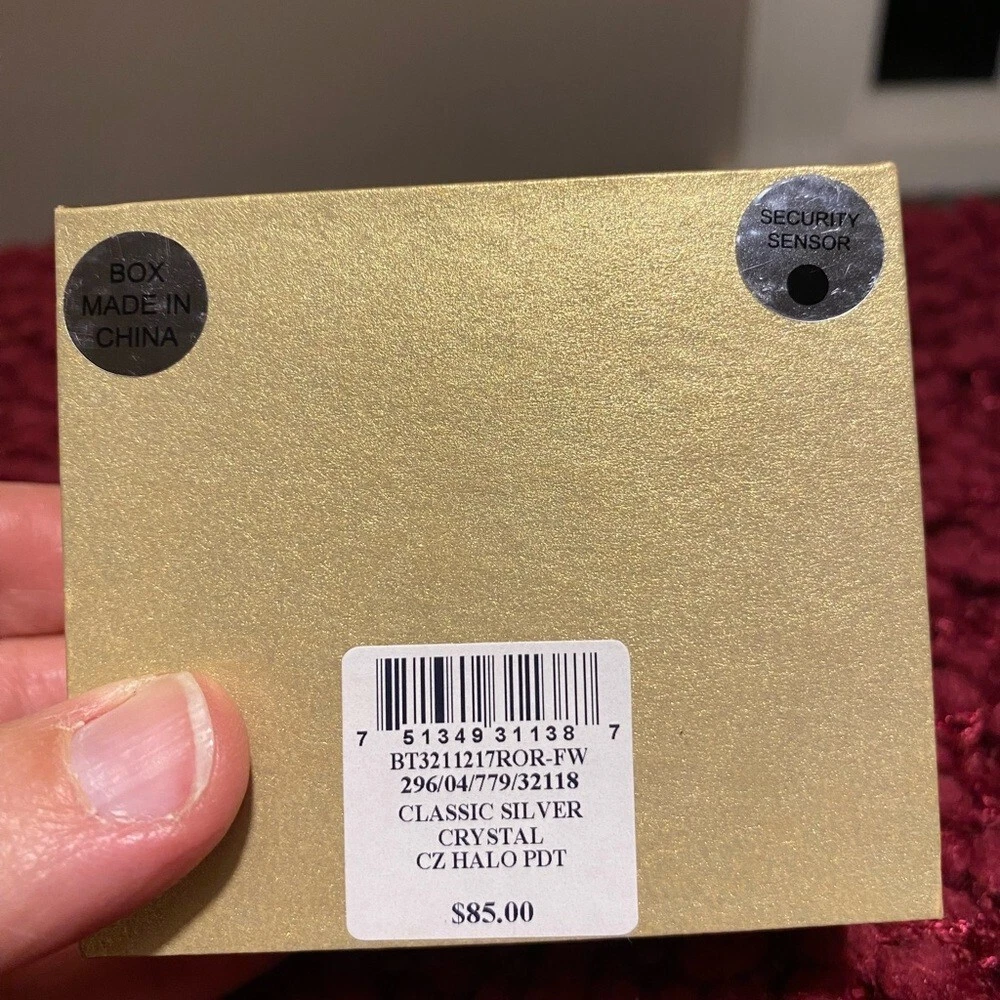 BOX
MADE IN
CHINA
SECURITY
SENSOR
7 51349 31138 7
BT3211217ROR-FW
296/04/779/32118
CLASSIC SILVER
CRYSTAL
CZ HALO PDT
$85.00